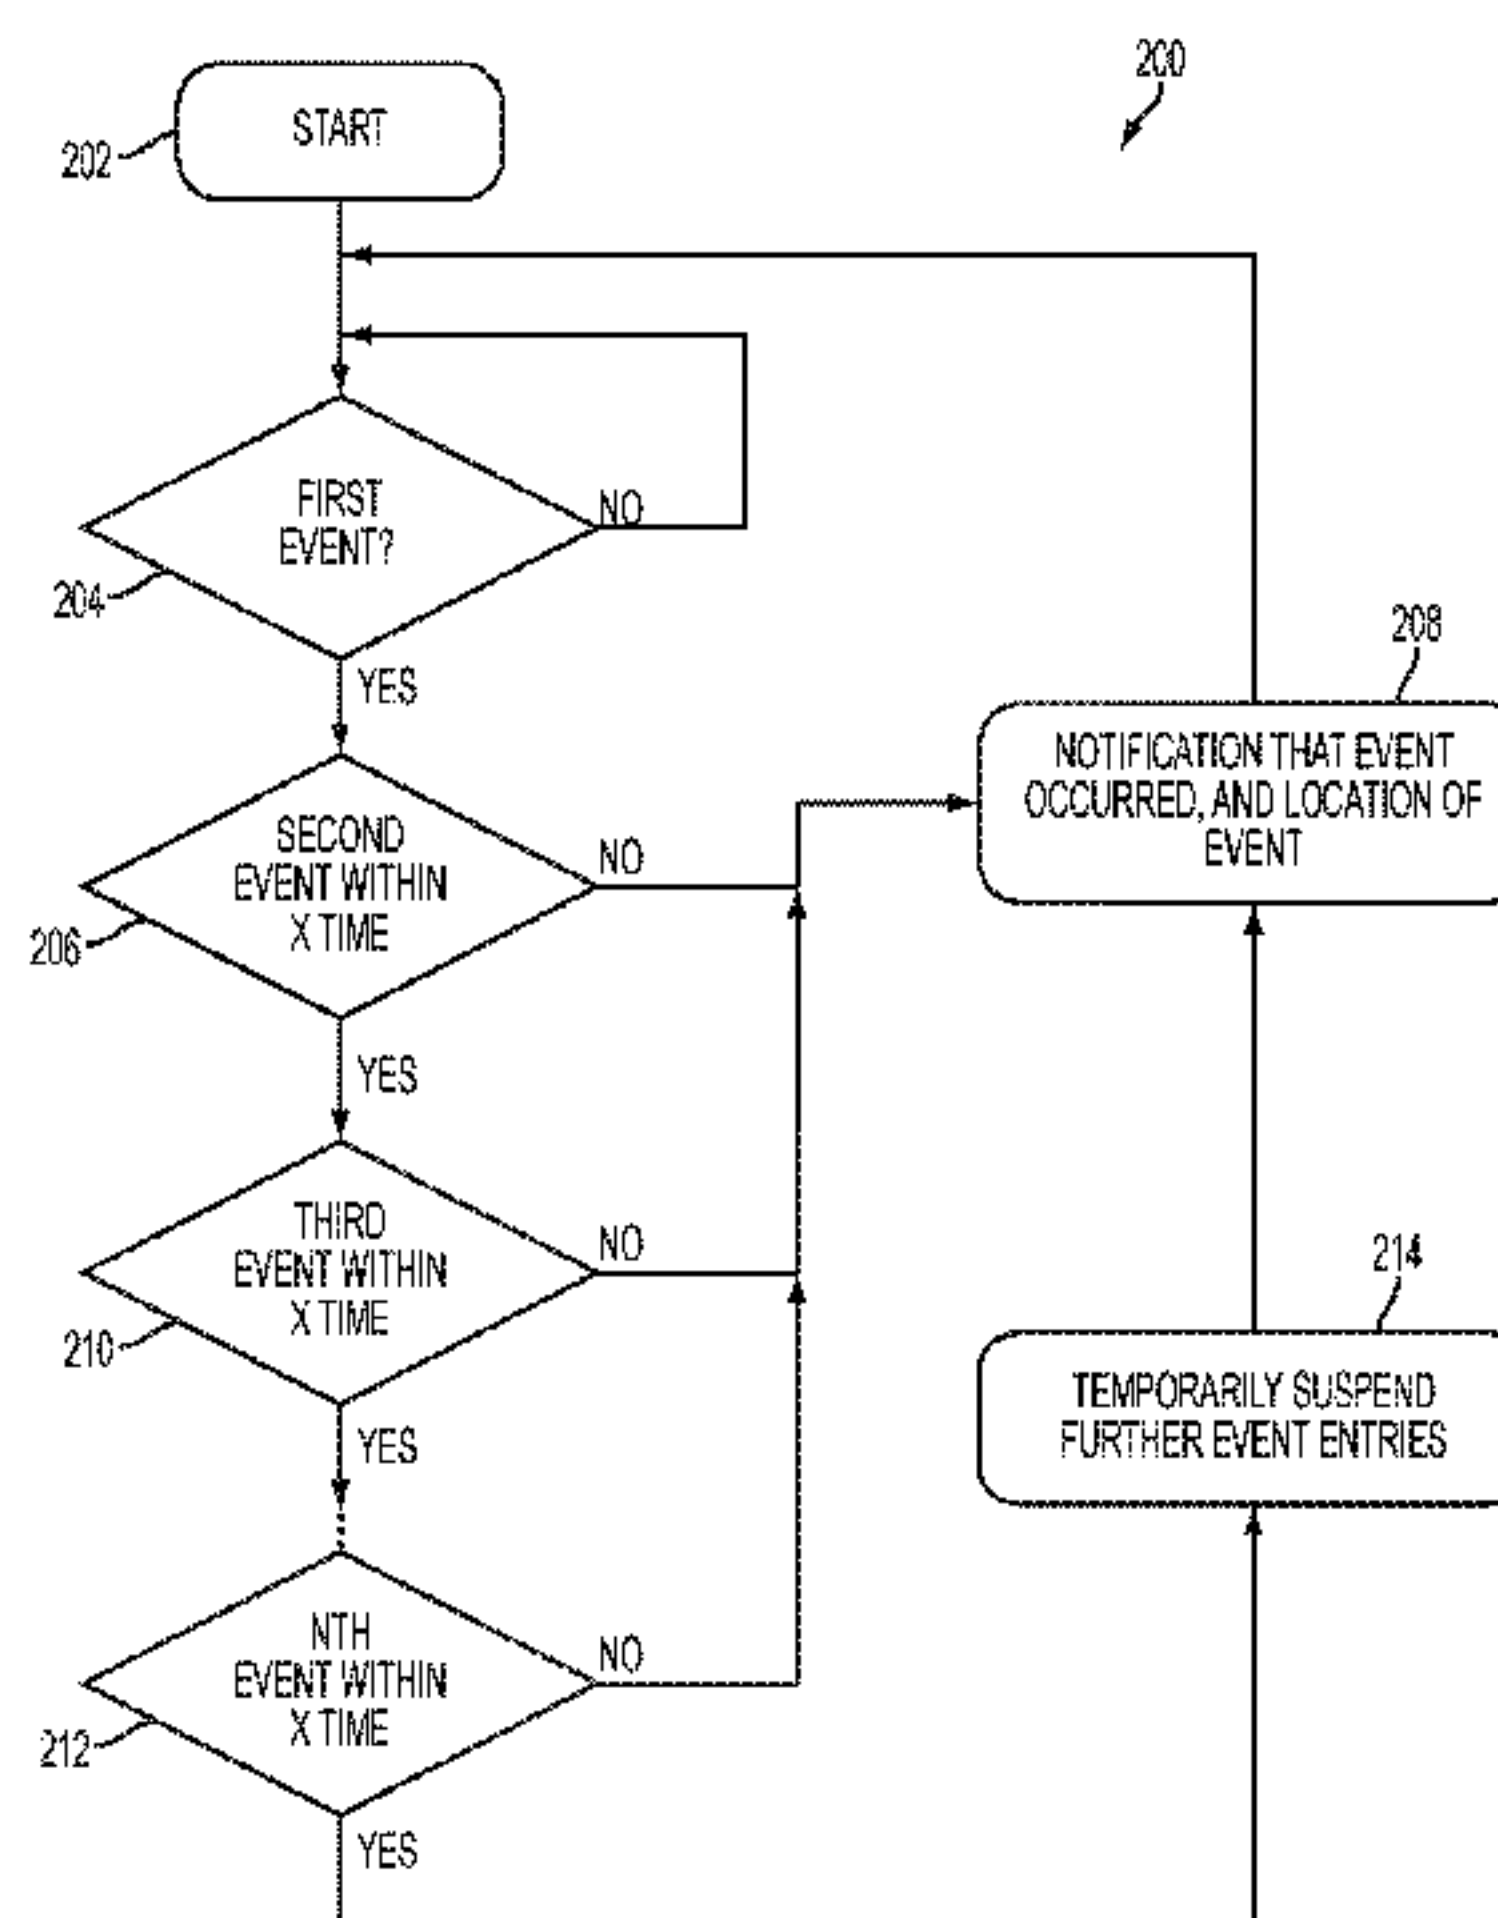 200
START
202
FIRST
EVENT?
NO
204
YES
208
NOTIFICATION THAT EVENT
OCCURRED, AND LOCATION OF
EVENT
SECOND
EVENT WITHIN
X TIME
NO
206
YES
THIRD
EVENT WITHIN
X TIME
NO
210
214
TEMPORARILY SUSPEND
FURTHER EVENT ENTRIES
YES
NTH
EVENT WITHIN
X TIME
NO
212
YES